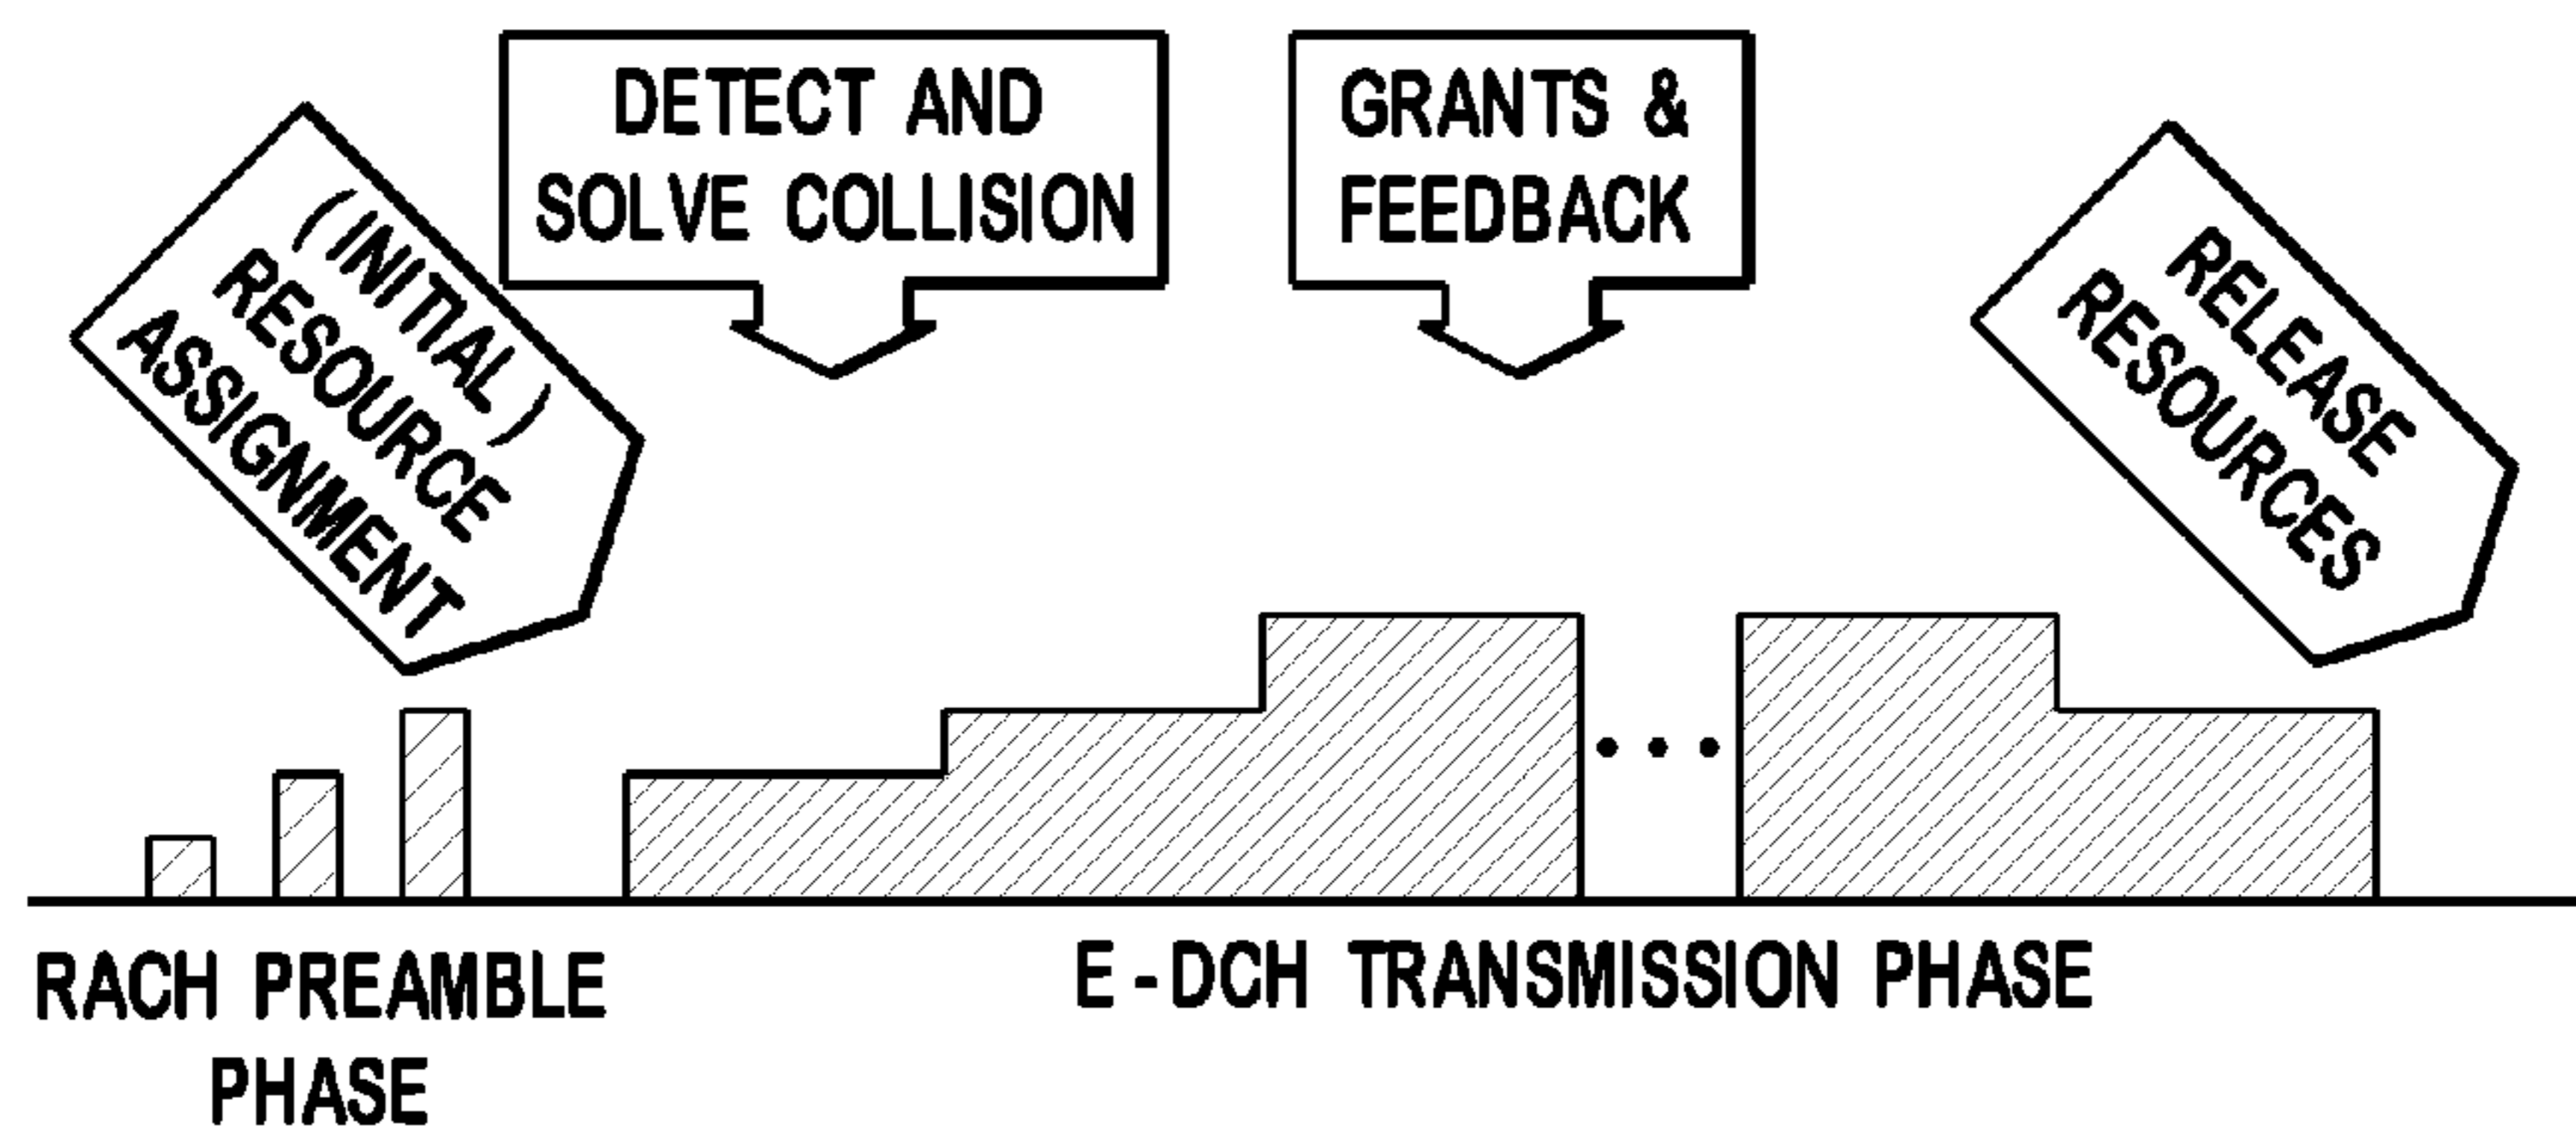 (INITIAL)
RESOURCE
ASSIGNMENT
DETECT AND
SOLVE COLLISION
GRANTS &
FEEDBACK
RELEASE
RESOURCES
RACH PREAMBLE
PHASE
E-DCH TRANSMISSION PHASE